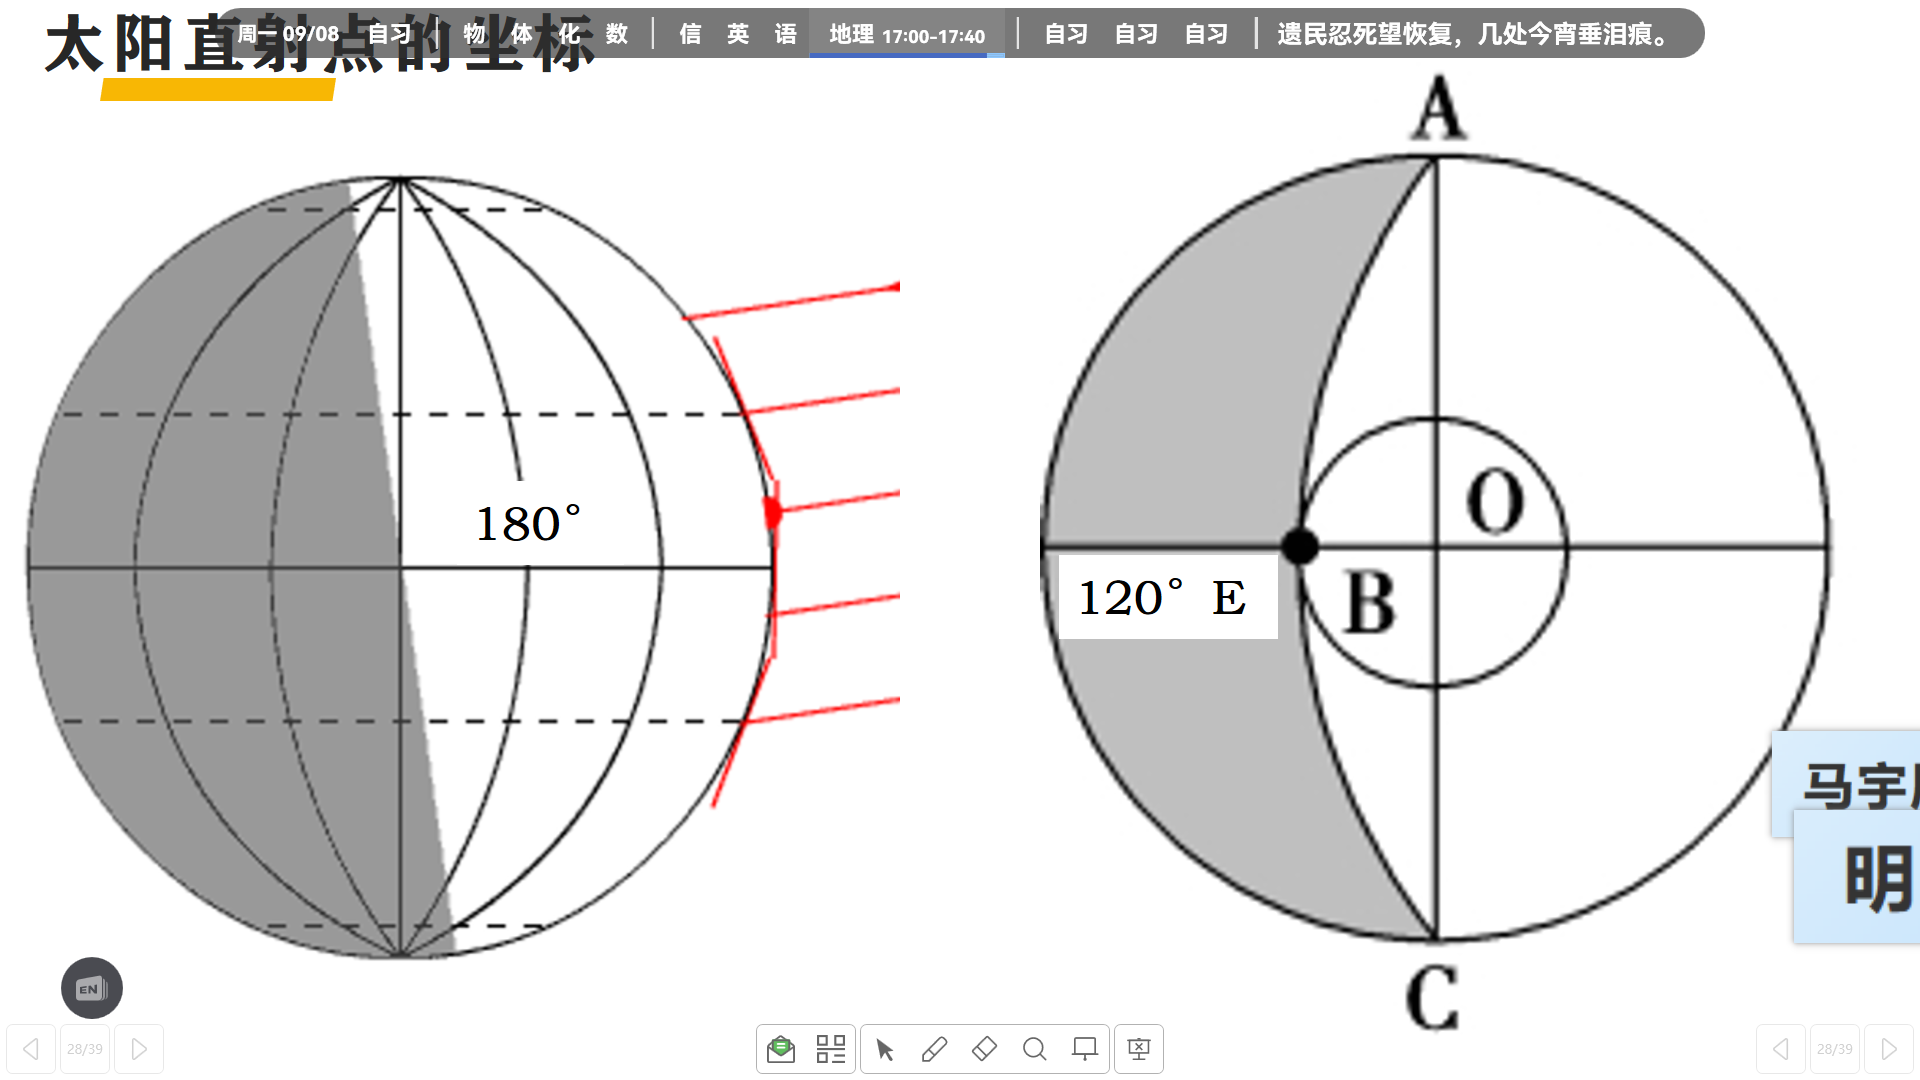 太阳直射点的坐标
周一 09/08 自习 | 物 体 化 数 | 信 英 语 地理 17:00-17:40 | 自习 自习 自习 | 遗民忍死望恢复，几处今宵垂泪痕。
A
O
180°
120° E
B
C
马宇
明
EN
28/39
28/39